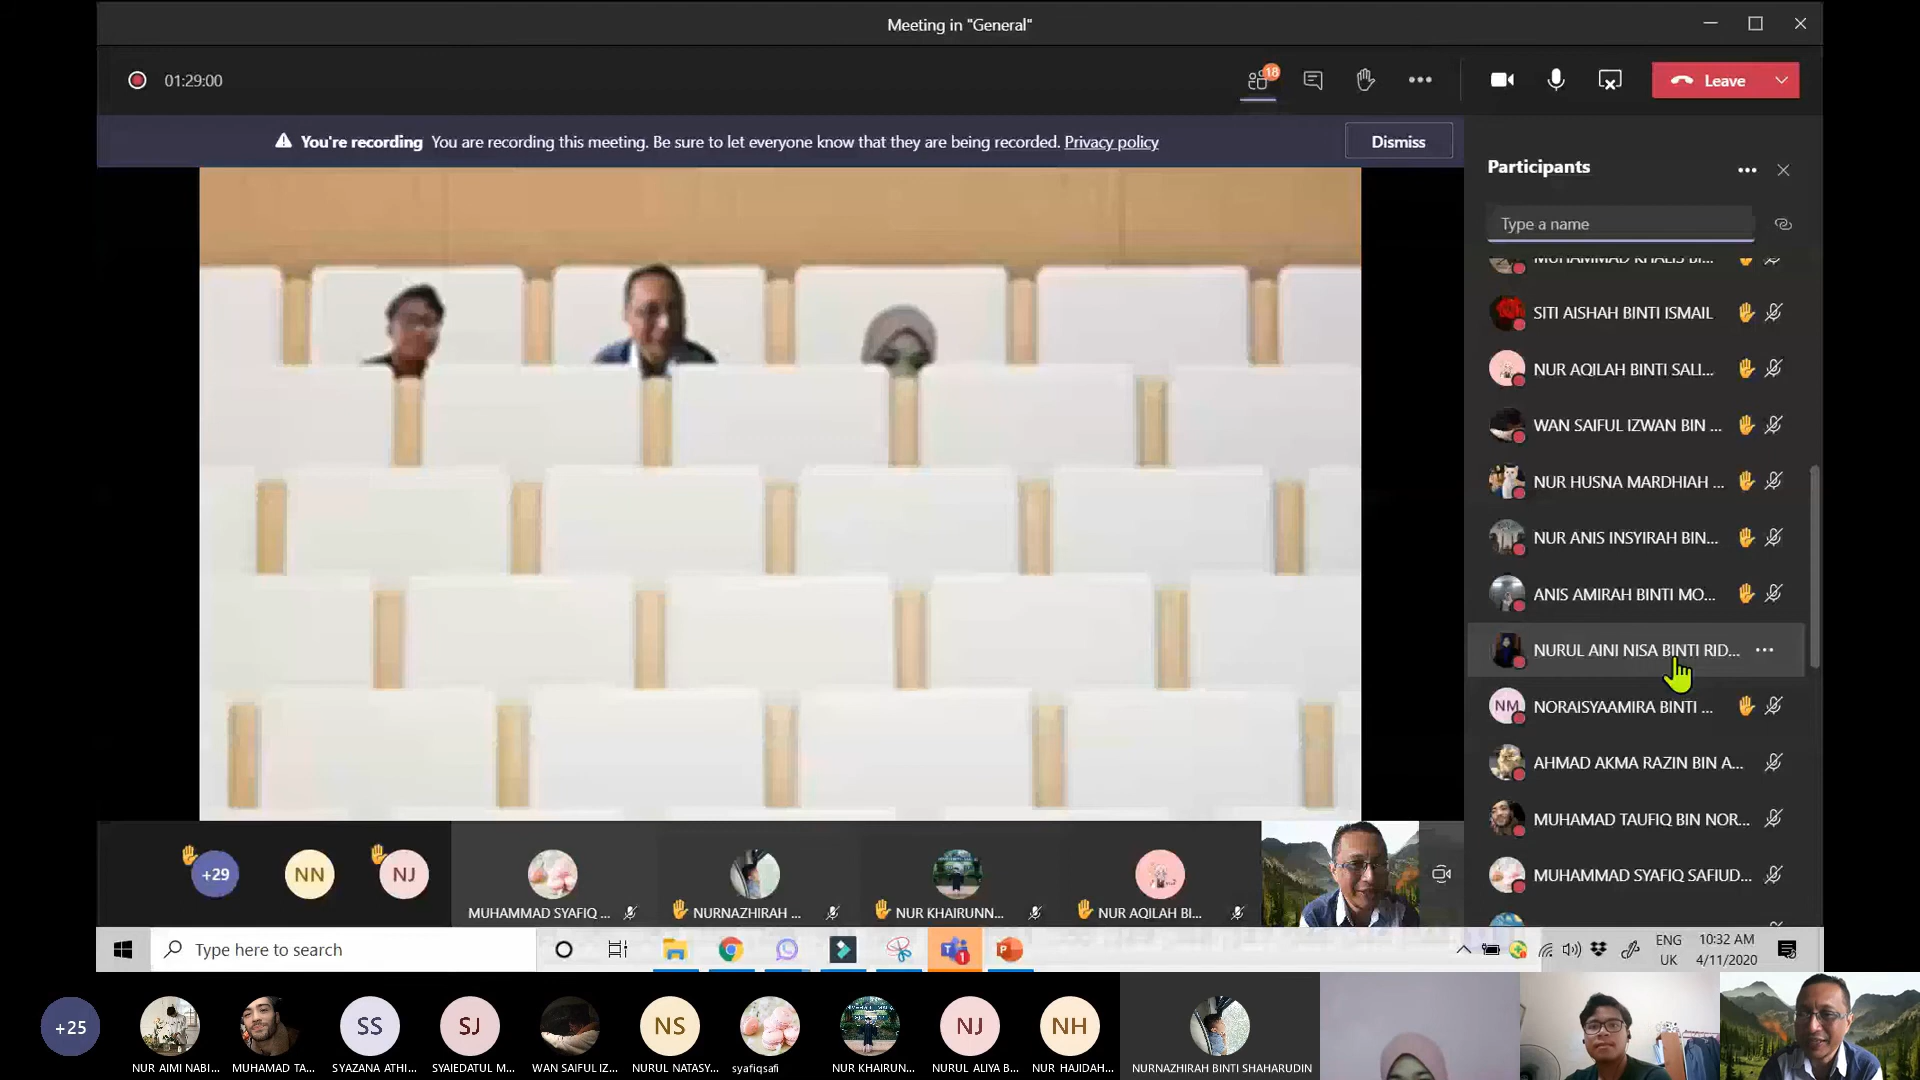 Meeting in "General"
01:29:00
18
Leave
You're recording You are recording this meeting. Be sure to let everyone know that they are being recorded. Privacy policy
Dismiss
Participants
Type a name
MUHAMMAD KHALIS BI...
SITI AISHAH BINTI ISMAIL
NUR AQILAH BINTI SALI...
WAN SAIFUL IZWAN BIN ...
NUR HUSNA MARDHIAH ...
NUR ANIS INSYIRAH BIN...
ANIS AMIRAH BINTI MO...
NURUL AINI NISA BINTI RID...
NM NORAISYAAMIRA BINTI ...
AHMAD AKMA RAZIN BIN A...
MUHAMAD TAUFIQ BIN NOR...
MUHAMMAD SYAFIQ SAFIUD...
+29
NN
NJ
MUHAMMAD SYAFIQ ...
NURNAZHIRAH ...
NUR KHAIRUNN...
NUR AQILAH BI...
Type here to search
1
ENG
UK
10:32 AM
4/11/2020
+25
SS
SJ
NS
NJ
NH
NUR AIMI NABI...
MUHAMAD TA...
SYAZANA ATHI...
SYAIEDATUL M...
WAN SAIFUL IZ...
NURUL NATASY...
syafiqsafi
NUR KHAIRUN...
NURUL ALIYA B...
NUR HAJIDAH...
NURNAZHIRAH BINTI SHAHARUDIN